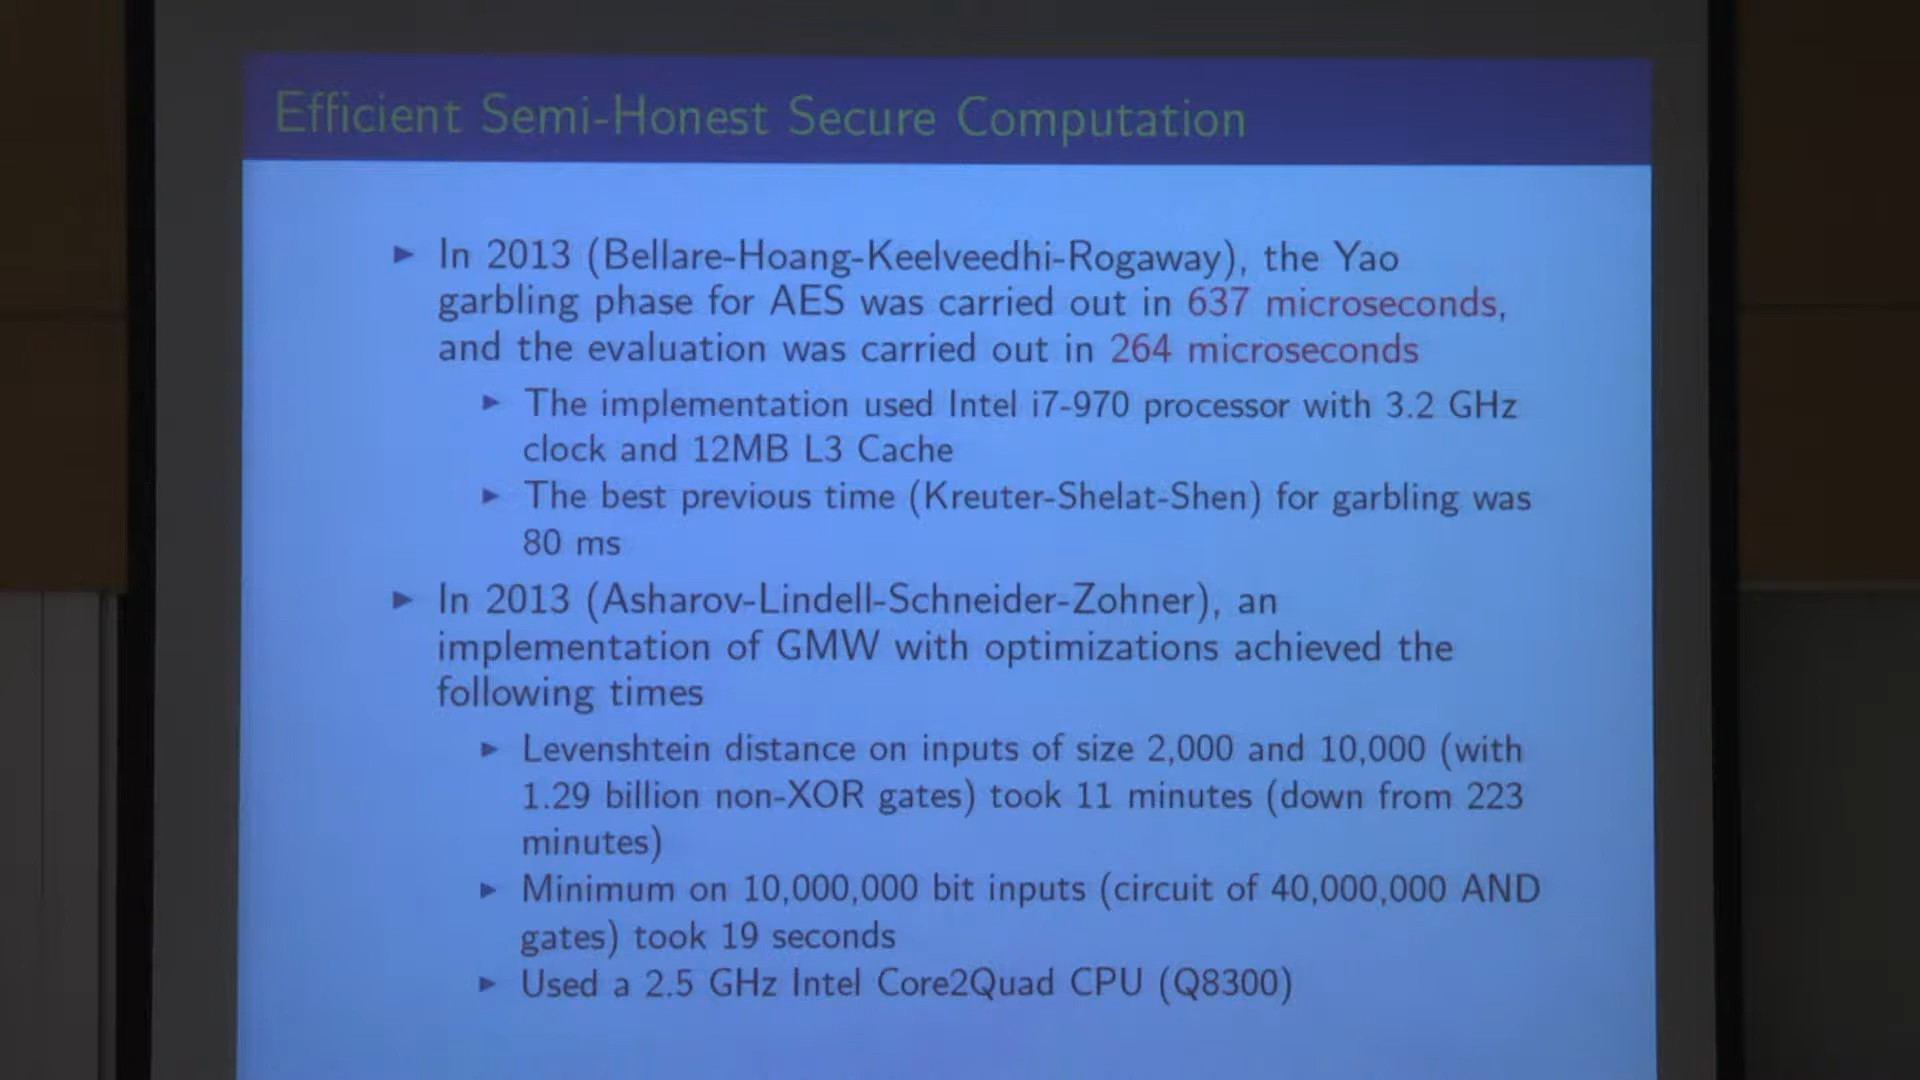 Efficient Semi-Honest Secure Computation
► In 2013 (Bellare-Hoang-Keelveedhi-Rogaway), the Yao
garbling phase for AES was carried out in 637 microseconds,
and the evaluation was carried out in 264 microseconds
► The implementation used Intel i7-970 processor with 3.2 GHz
clock and 12MB L3 Cache
► The best previous time (Kreuter-Shelat-Shen) for garbling was
80 ms
► In 2013 (Asharov-Lindell-Schneider-Zohner), an
implementation of GMW with optimizations achieved the
following times
► Levenshtein distance on inputs of size 2,000 and 10,000 (with
1.29 billion non-XOR gates) took 11 minutes (down from 223
minutes)
► Minimum on 10,000,000 bit inputs (circuit of 40,000,000 AND
gates) took 19 seconds
► Used a 2.5 GHz Intel Core2Quad CPU (Q8300)